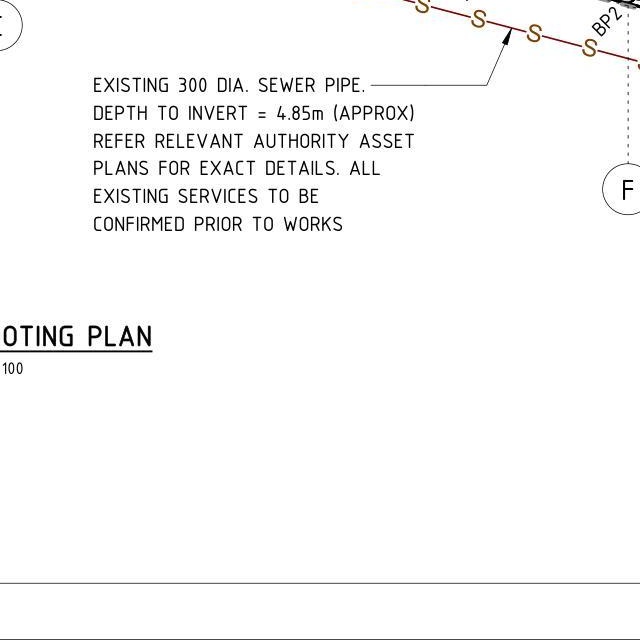 S S S S
BP2
EXISTING 300 DIA. SEWER PIPE.
DEPTH TO INVERT = 4.85m (APPROX)
REFER RELEVANT AUTHORITY ASSET
PLANS FOR EXACT DETAILS. ALL
EXISTING SERVICES TO BE
CONFIRMED PRIOR TO WORKS
F
OTING PLAN
100